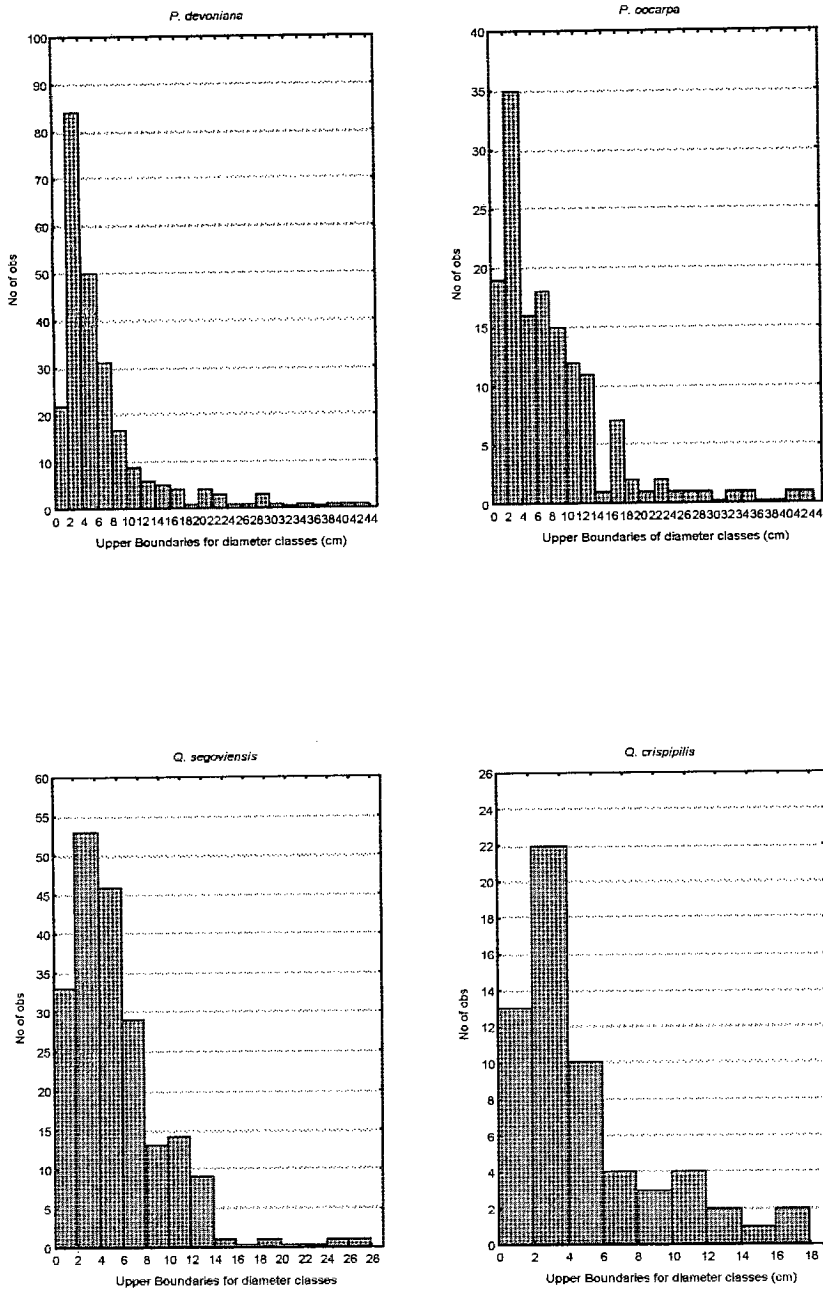 P. devoniana
100
90
80
70
60
50
40
30
20
10
0
No of obs
0 2 4 6 8 10 12 14 16 18 20 22 24 26 28 30 32 34 36 38 40 42 44
Upper Boundaries for diameter classes (cm)
P. oocarpa
40
35
30
25
20
15
10
5
0
No of obs
0 2 4 6 8 10 12 14 16 18 20 22 24 26 28 30 32 34 36 38 40 42 44
Upper Boundaries of diameter classes (cm)
Q. segoviensis
60
55
50
45
40
35
30
25
20
15
10
5
0
No of obs
0 2 4 6 8 10 12 14 16 18 20 22 24 26 28
Upper Boundaries for diameter classes
Q. crispipilis
26
24
22
20
18
16
14
12
10
8
6
4
2
0
No of obs
0 2 4 6 8 10 12 14 16 18
Upper Boundaries for diameter classes (cm)